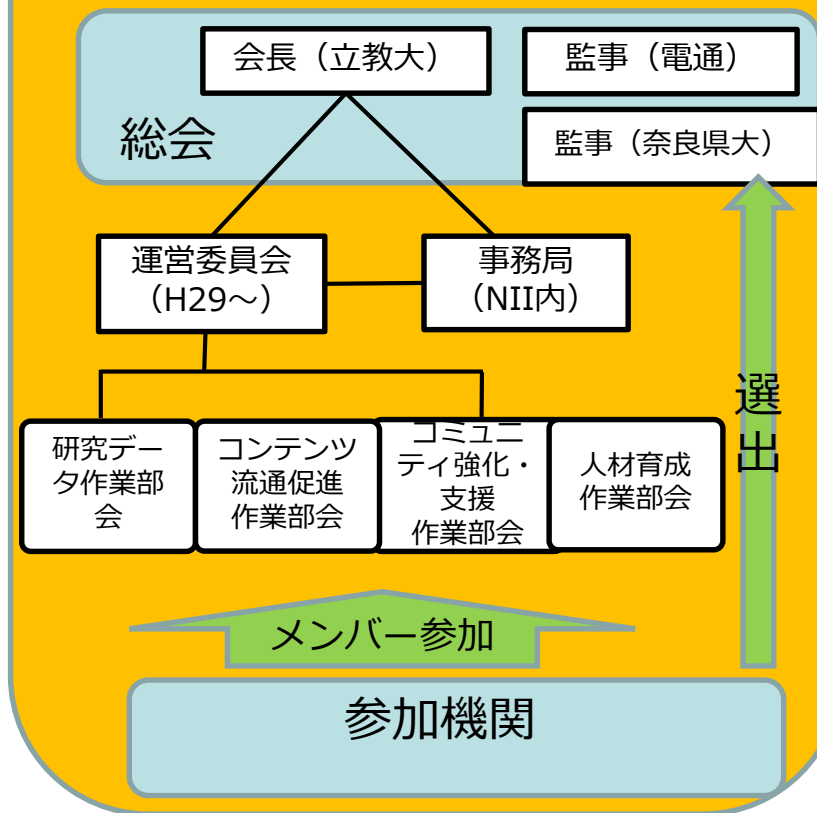 会長（立教大）
監事（電通）
総会
監事（奈良県大）
運営委員会
（H29～）
事務局
（NII内）
選
出
研究デー
タ作業部
会
コンテンツ
流通促進
作業部会
コミュニ
ティ強化・
支援
作業部会
人材育成
作業部会
メンバー参加
参加機関